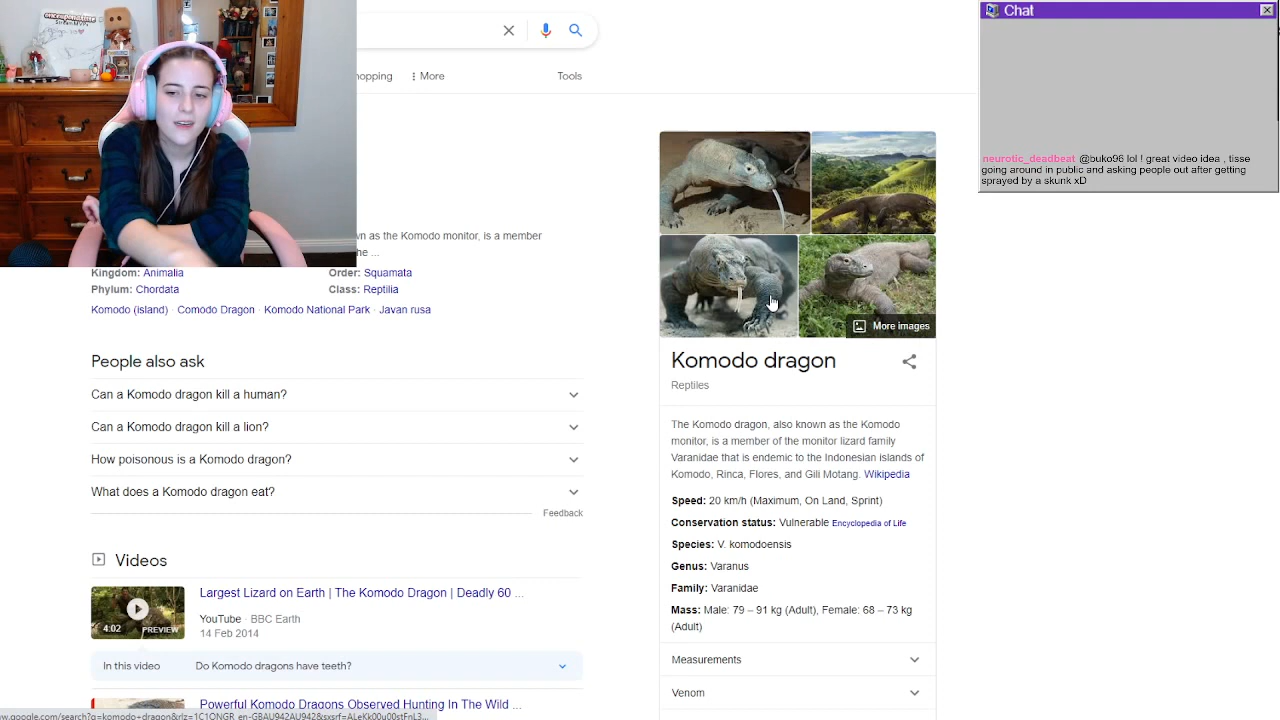 Chat
hopping
More
Tools
neurotic_deadbeat @buko96 lol ! great video idea , tisse
going around in public and asking people out after getting
sprayed by a skunk xD
wn as the Komodo monitor, is a member
he ...
Kingdom: Animalia
Order: Squamata
Phylum: Chordata
Class: Reptilia
Komodo (island) · Comodo Dragon · Komodo National Park · Javan rusa
People also ask
Can a Komodo dragon kill a human?
Can a Komodo dragon kill a lion?
How poisonous is a Komodo dragon?
What does a Komodo dragon eat?
Feedback
Videos
4:02
PREVIEW
Largest Lizard on Earth | The Komodo Dragon | Deadly 60 ...
YouTube · BBC Earth
14 Feb 2014
In this video
Do Komodo dragons have teeth?
Powerful Komodo Dragons Observed Hunting In The Wild ...
More images
Komodo dragon
Reptiles
The Komodo dragon, also known as the Komodo
monitor, is a member of the monitor lizard family
Varanidae that is endemic to the Indonesian islands of
Komodo, Rinca, Flores, and Gili Motang. Wikipedia
Speed: 20 km/h (Maximum, On Land, Sprint)
Conservation status: Vulnerable Encyclopedia of Life
Species: V. komodoensis
Genus: Varanus
Family: Varanidae
Mass: Male: 79 – 91 kg (Adult), Female: 68 – 73 kg
(Adult)
Measurements
Venom